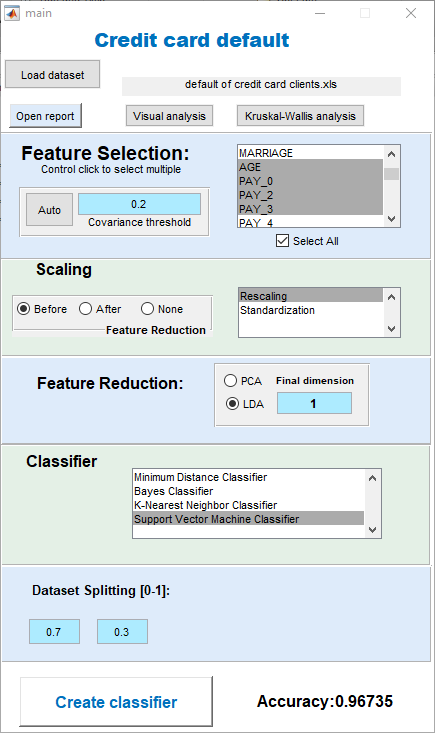 main
Credit card default
Load dataset
default of credit card clients.xls
Open report
Visual analysis
Kruskal-Wallis analysis
Feature Selection:
Control click to select multiple
Auto
0.2
Covariance threshold
MARRIAGE
AGE
PAY_0
PAY_2
PAY_3
PAY_4
Select All
Scaling
Before
After
None
Feature Reduction
Rescaling
Standardization
Feature Reduction:
PCA
Final dimension
LDA
1
Classifier
Minimum Distance Classifier
Bayes Classifier
K-Nearest Neighbor Classifier
Support Vector Machine Classifier
Dataset Splitting [0-1]:
0.7
0.3
Create classifier
Accuracy:0.96735